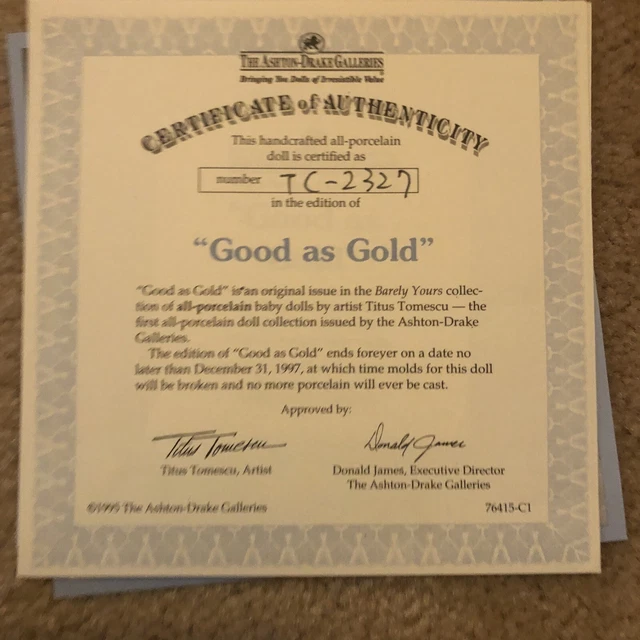 THE ASHTON-DRAKE GALLERIES
Bringing You Dolls of Irresistible Value
CERTIFICATE of AUTHENTICITY
This handcrafted all-porcelain
doll is certified as
number TC-2327
in the edition of
“Good as Gold”
“Good as Gold” is an original issue in the Barely Yours collec-
tion of all-porcelain baby dolls by artist Titus Tomescu — the
first all-porcelain doll collection issued by the Ashton-Drake
Galleries.
The edition of “Good as Gold” ends forever on a date no
later than December 31, 1997, at which time molds for this doll
will be broken and no more porcelain will ever be cast.
Approved by:
Titus Tomescu Donald James
Titus Tomescu, Artist Donald James, Executive Director
The Ashton-Drake Galleries
©1995 The Ashton-Drake Galleries 76415-C1